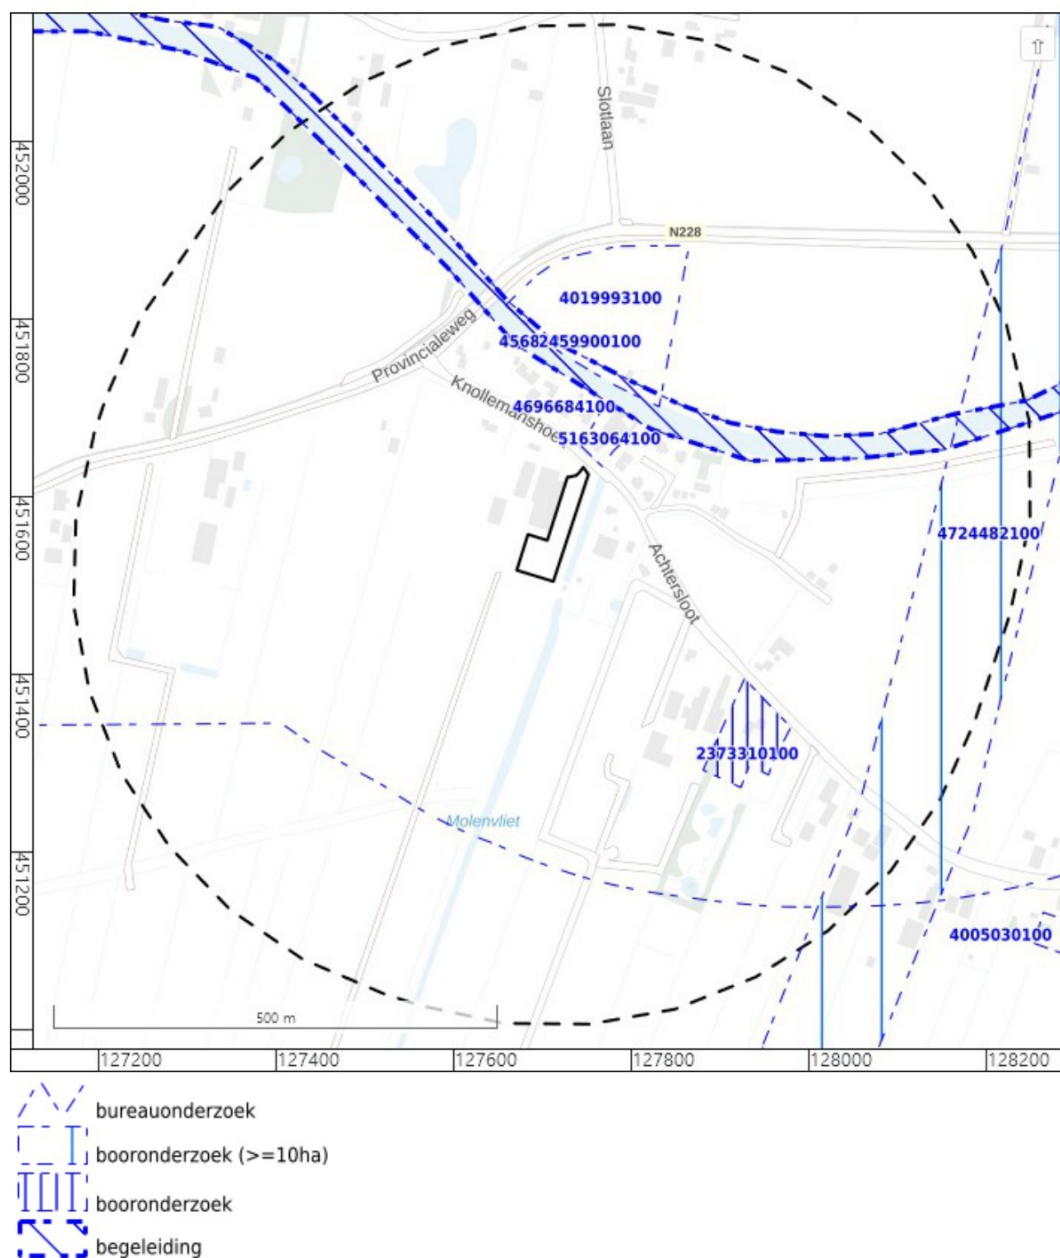 ⇧
Slotlaan
452000
N228
4019993100
Provincialeweg
45682459900100
451800
Knollemanshoe
4696684100
5163064100
451600
4724482100
Achtersloot
451400
2373310100
Molenvliet
451200
4005030100
500 m
127200
127400
127600
127800
128000
128200
bureauonderzoek
booronderzoek (>=10ha)
booronderzoek
begeleiding